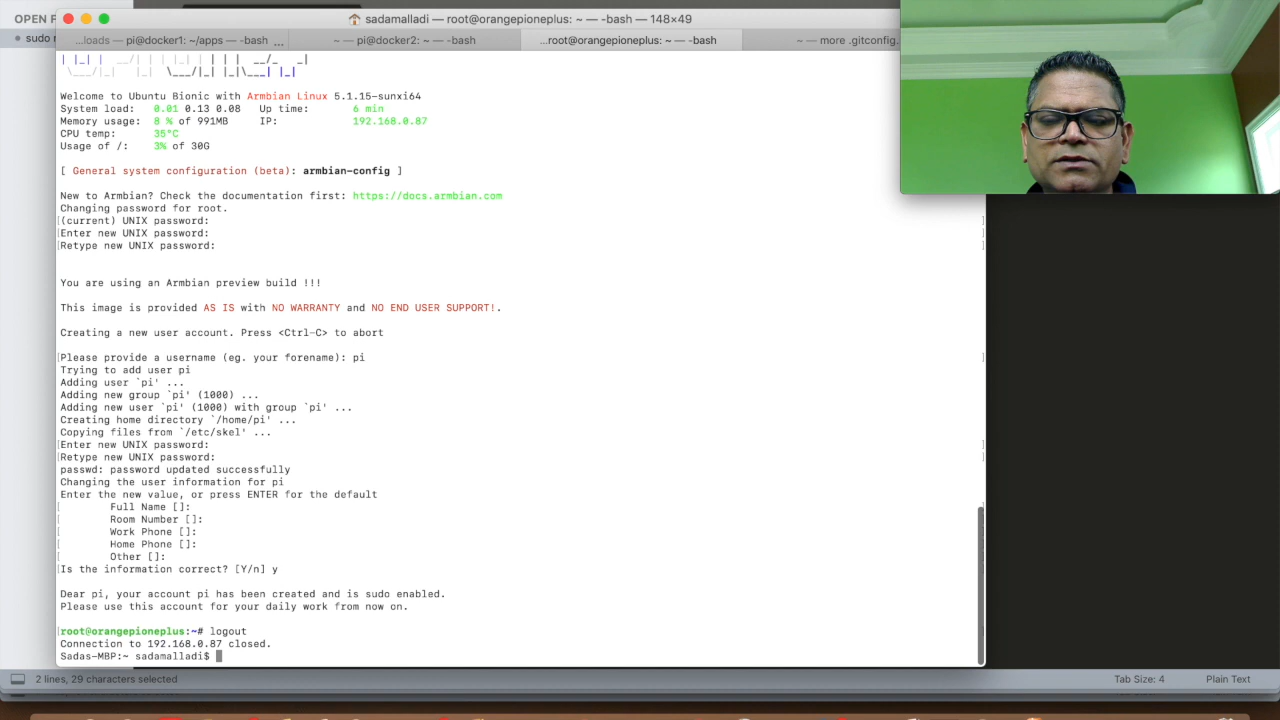 OPEN F
sudo r
sadamalladi — root@orangepioneplus: ~ — -bash — 148×49
...loads — pi@docker1: ~/apps — -bash ...
~ — pi@docker2: ~ — -bash
...root@orangepioneplus: ~ — -bash
~ — more .gitconfig.
Welcome to Ubuntu Bionic with Armbian Linux 5.1.15-sunxi64
System load: 0.01 0.13 0.08 Up time: 6 min
Memory usage: 8 % of 991MB IP: 192.168.0.87
CPU temp: 35°C
Usage of /: 3% of 30G
[ General system configuration (beta): armbian-config ]
New to Armbian? Check the documentation first: https://docs.armbian.com
Changing password for root.
(current) UNIX password:
Enter new UNIX password:
Retype new UNIX password:
You are using an Armbian preview build !!!
This image is provided AS IS with NO WARRANTY and NO END USER SUPPORT!.
Creating a new user account. Press <Ctrl-C> to abort
Please provide a username (eg. your forename): pi
Trying to add user pi
Adding user `pi' ...
Adding new group `pi' (1000) ...
Adding new user `pi' (1000) with group `pi' ...
Creating home directory `/home/pi' ...
Copying files from `/etc/skel' ...
Enter new UNIX password:
Retype new UNIX password:
passwd: password updated successfully
Changing the user information for pi
Enter the new value, or press ENTER for the default
Full Name []:
Room Number []:
Work Phone []:
Home Phone []:
Other []:
Is the information correct? [Y/n] y
Dear pi, your account pi has been created and is sudo enabled.
Please use this account for your daily work from now on.
root@orangepioneplus:~# logout
Connection to 192.168.0.87 closed.
Sadas-MBP:~ sadamalladi$
2 lines, 29 characters selected
Tab Size: 4
Plain Text